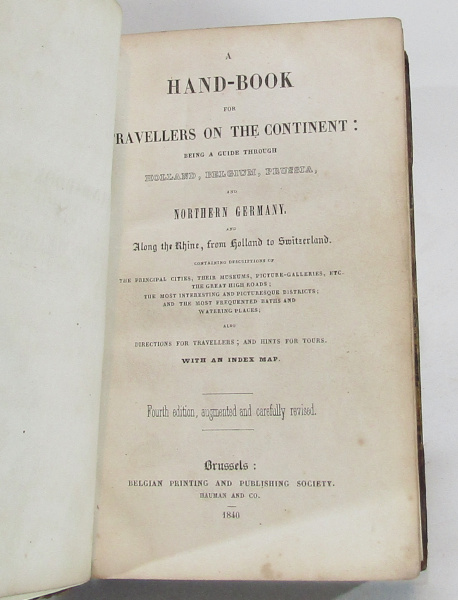 A
HAND-BOOK
FOR
TRAVELLERS ON THE CONTINENT:
BEING A GUIDE THROUGH
HOLLAND, BELGIUM, PRUSSIA,
AND
NORTHERN GERMANY,
AND
Along the Rhine, from Holland to Switzerland.
CONTAINING DESCRIPTIONS OF
THE PRINCIPAL CITIES, THEIR MUSEUMS, PICTURE-GALLERIES, ETC.
THE GREAT HIGH ROADS;
THE MOST INTERESTING AND PICTURESQUE DISTRICTS;
AND THE MOST FREQUENTED BATHS AND
WATERING PLACES;
ALSO
DIRECTIONS FOR TRAVELLERS; AND HINTS FOR TOURS.
WITH AN INDEX MAP.
Fourth edition, augmented and carefully revised.
Brussels:
BELGIAN PRINTING AND PUBLISHING SOCIETY.
HAUMAN AND CO.
1840